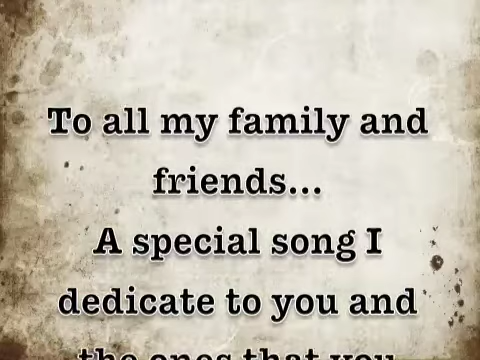 To all my family and
friends...
A special song I
dedicate to you and
the ones that you